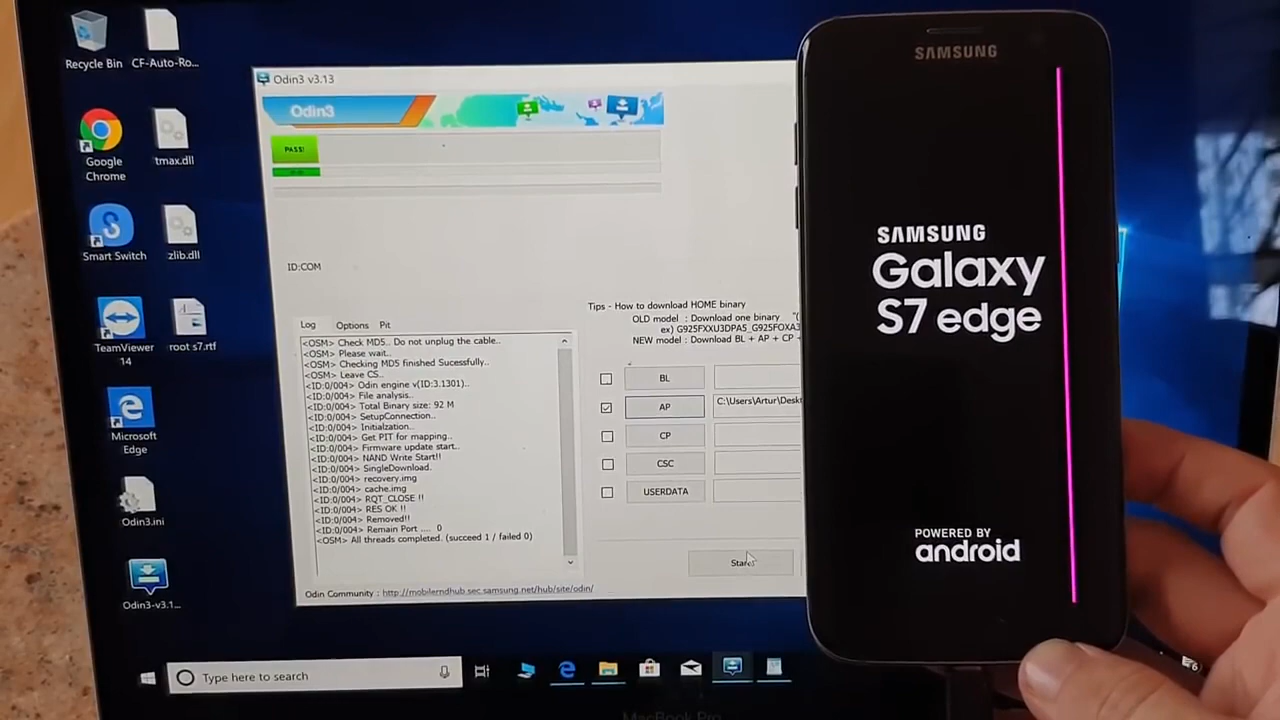 Recycle Bin
CF-Auto-Ro...
Google
Chrome
tmax.dll
Smart Switch
zlib.dll
TeamViewer
14
root s7.rtf
Microsoft
Edge
Odin3.ini
Odin3-v3.1...
Odin3 v3.13
Odin3
PASS!
ID:COM
Log
Options
Pit
<OSM> Check MD5.. Do not unplug the cable..
<OSM> Please wait..
<OSM> Checking MD5 finished Sucessfully..
<OSM> Leave CS..
<ID:0/004> Odin engine v(ID:3.1301)..
<ID:0/004> File analysis..
<ID:0/004> Total Binary size: 92 M
<ID:0/004> SetupConnection..
<ID:0/004> Initialzation..
<ID:0/004> Get PIT for mapping..
<ID:0/004> Firmware update start..
<ID:0/004> NAND Write Start!!
<ID:0/004> SingleDownload.
<ID:0/004> recovery.img
<ID:0/004> cache.img
<ID:0/004> RQT_CLOSE !!
<ID:0/004> RES OK !!
<ID:0/004> Removed!!
<ID:0/004> Remain Port .... 0
<OSM> All threads completed. (succeed 1 / failed 0)
Tips - How to download HOME binary
OLD model : Download one binary "(
ex) G925FXXU3DPA5_G925FOXA3
NEW model : Download BL + AP + CP +
BL
AP
C:\Users\Artur\Deskt
CP
CSC
USERDATA
Start
Odin Community : http://mobilerndhub.sec.samsung.net/hub/site/odin/
Type here to search
MacBook Pro
SAMSUNG
SAMSUNG
Galaxy
S7 edge
POWERED BY
android
6